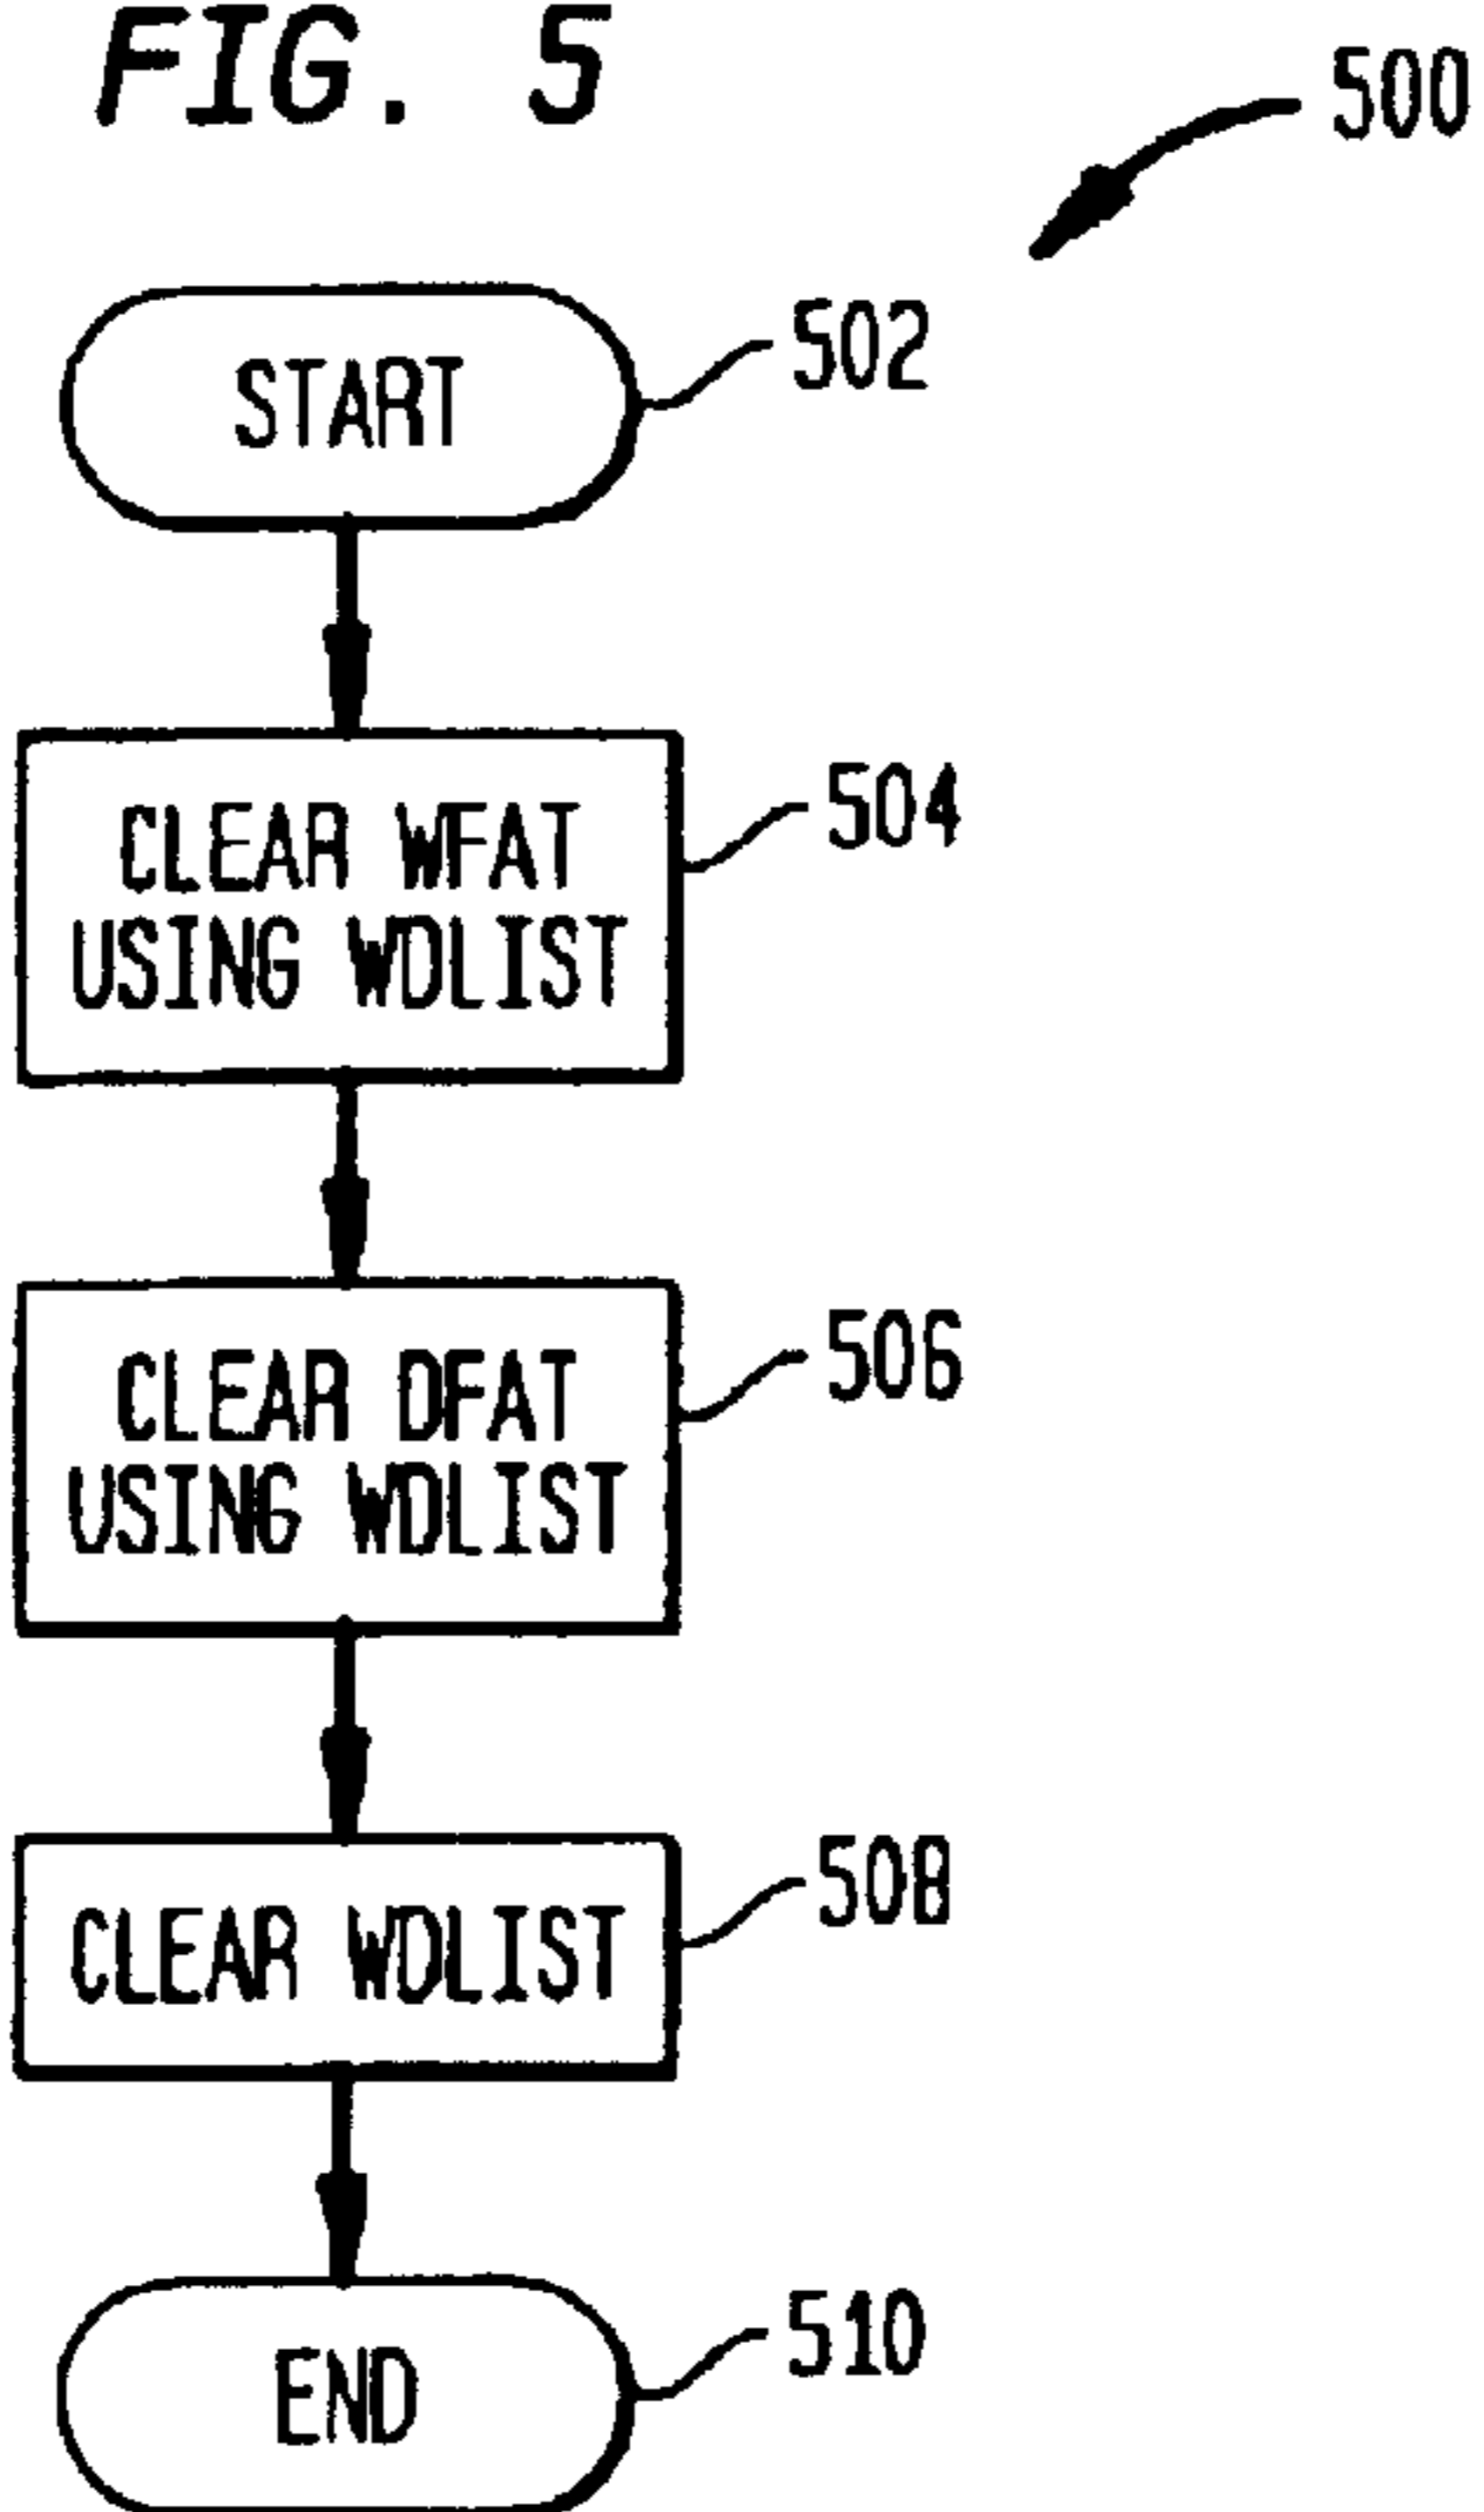 FIG. 5
500
START
502
CLEAR WFAT
USING WDLIST
504
CLEAR DFAT
USING WDLIST
506
CLEAR WDLIST
508
END
510